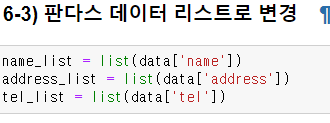 6-3) 판다스 데이터 리스트로 변경 ¶
name_list = list(data['name'])
address_list = list(data['address'])
tel_list = list(data['tel'])